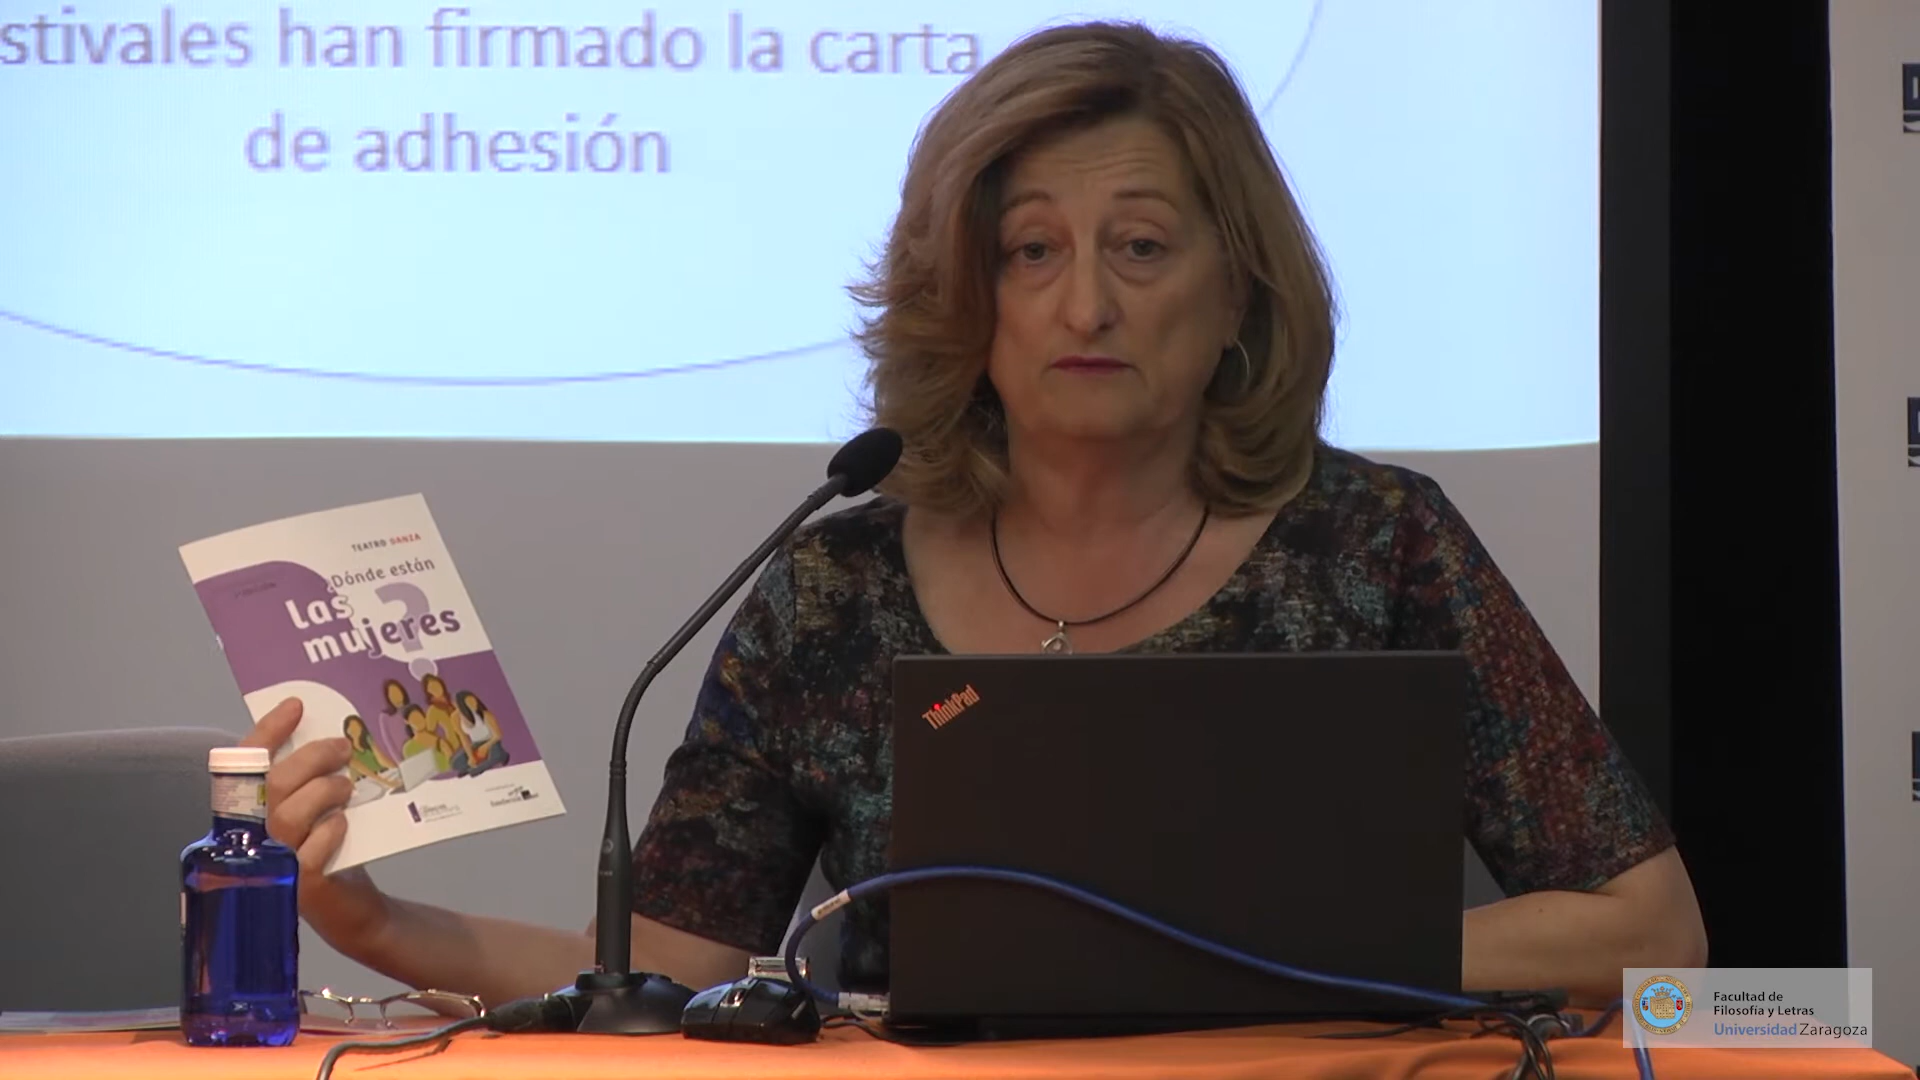 stivales han firmado la carta
de adhesión
TEATRO DANZA
¿Dónde están
las
mujeres
?
ThinkPad
Facultad de
Filosofía y Letras
Universidad Zaragoza